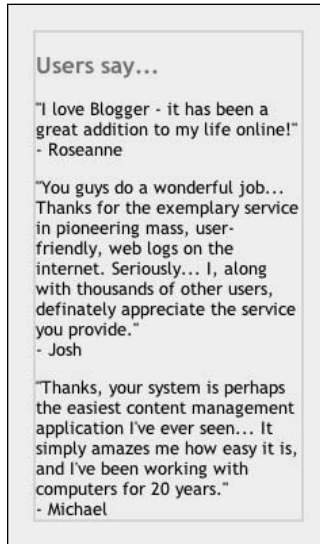 Users say...
"I love Blogger - it has been a
great addition to my life online!"
- Roseanne
"You guys do a wonderful job...
Thanks for the exemplary service
in pioneering mass, user-
friendly, web logs on the
internet. Seriously... I, along
with thousands of other users,
definately appreciate the service
you provide."
- Josh
"Thanks, your system is perhaps
the easiest content management
application I've ever seen... It
simply amazes me how easy it is,
and I've been working with
computers for 20 years."
- Michael